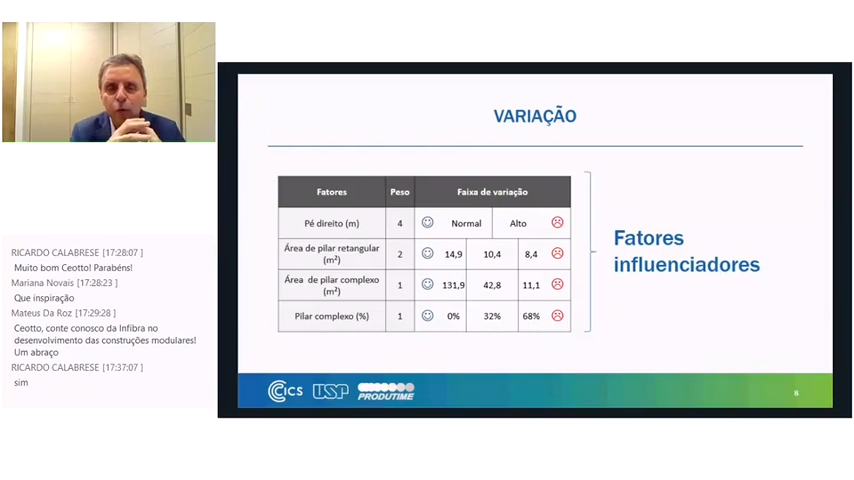 RICARDO CALABRESE [17:28:07 ]
Muito bom Ceotto! Parabéns!
Mariana Novais [17:28:23 ]
Que inspiração
Mateus Da Roz [17:29:28 ]
Ceotto, conte conosco da Infibra no
desenvolvimento das construções modulares!
Um abraço
RICARDO CALABRESE [17:37:07 ]
sim
VARIAÇÃO
Fatores Peso Faixa de variação
Pé direito (m) 4 Normal Alto
Área de pilar retangular
(m²) 2 14,9 10,4 8,4
Área de pilar complexo
(m²) 1 131,9 42,8 11,1
Pilar complexo (%) 1 0% 32% 68%
Fatores
influenciadores
CICS USP PRODUTIME
8